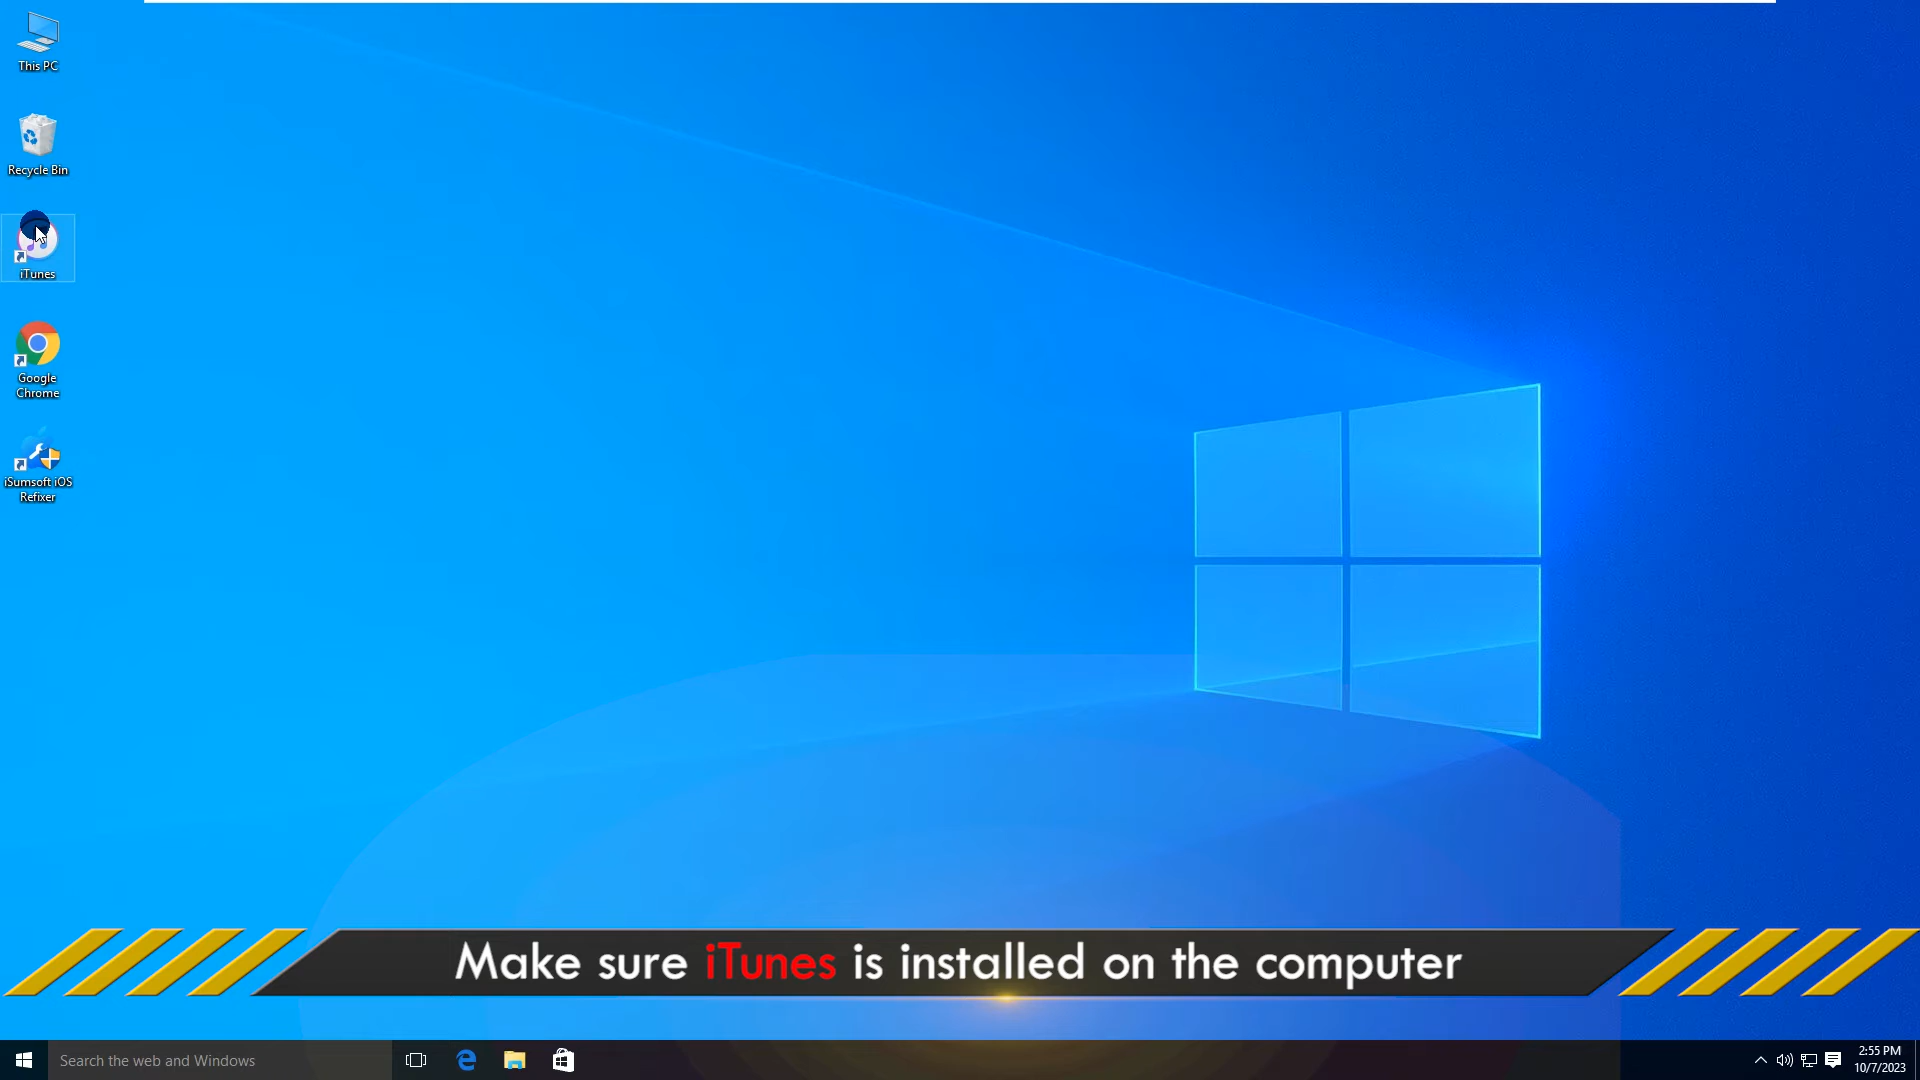 This PC
Recycle Bin
iTunes
Google
Chrome
iSumsoft iOS
Refixer
Make sure iTunes is installed on the computer
Search the web and Windows
2:55 PM
10/7/2023